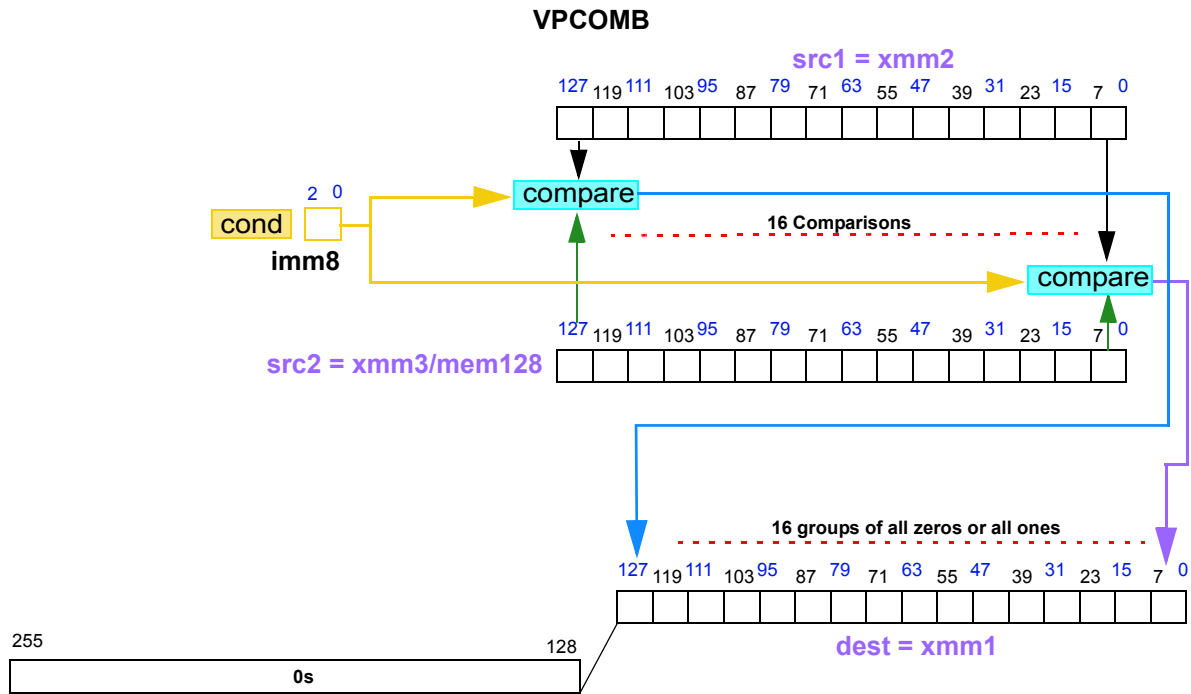 VPCOMB
src1 = xmm2
127 119 111 103 95 87 79 71 63 55 47 39 31 23 15 7 0
compare
2 0
cond
imm8
16 Comparisons
compare
127 119 111 103 95 87 79 71 63 55 47 39 31 23 15 7 0
src2 = xmm3/mem128
16 groups of all zeros or all ones
127 119 111 103 95 87 79 71 63 55 47 39 31 23 15 7 0
dest = xmm1
255 128
0s